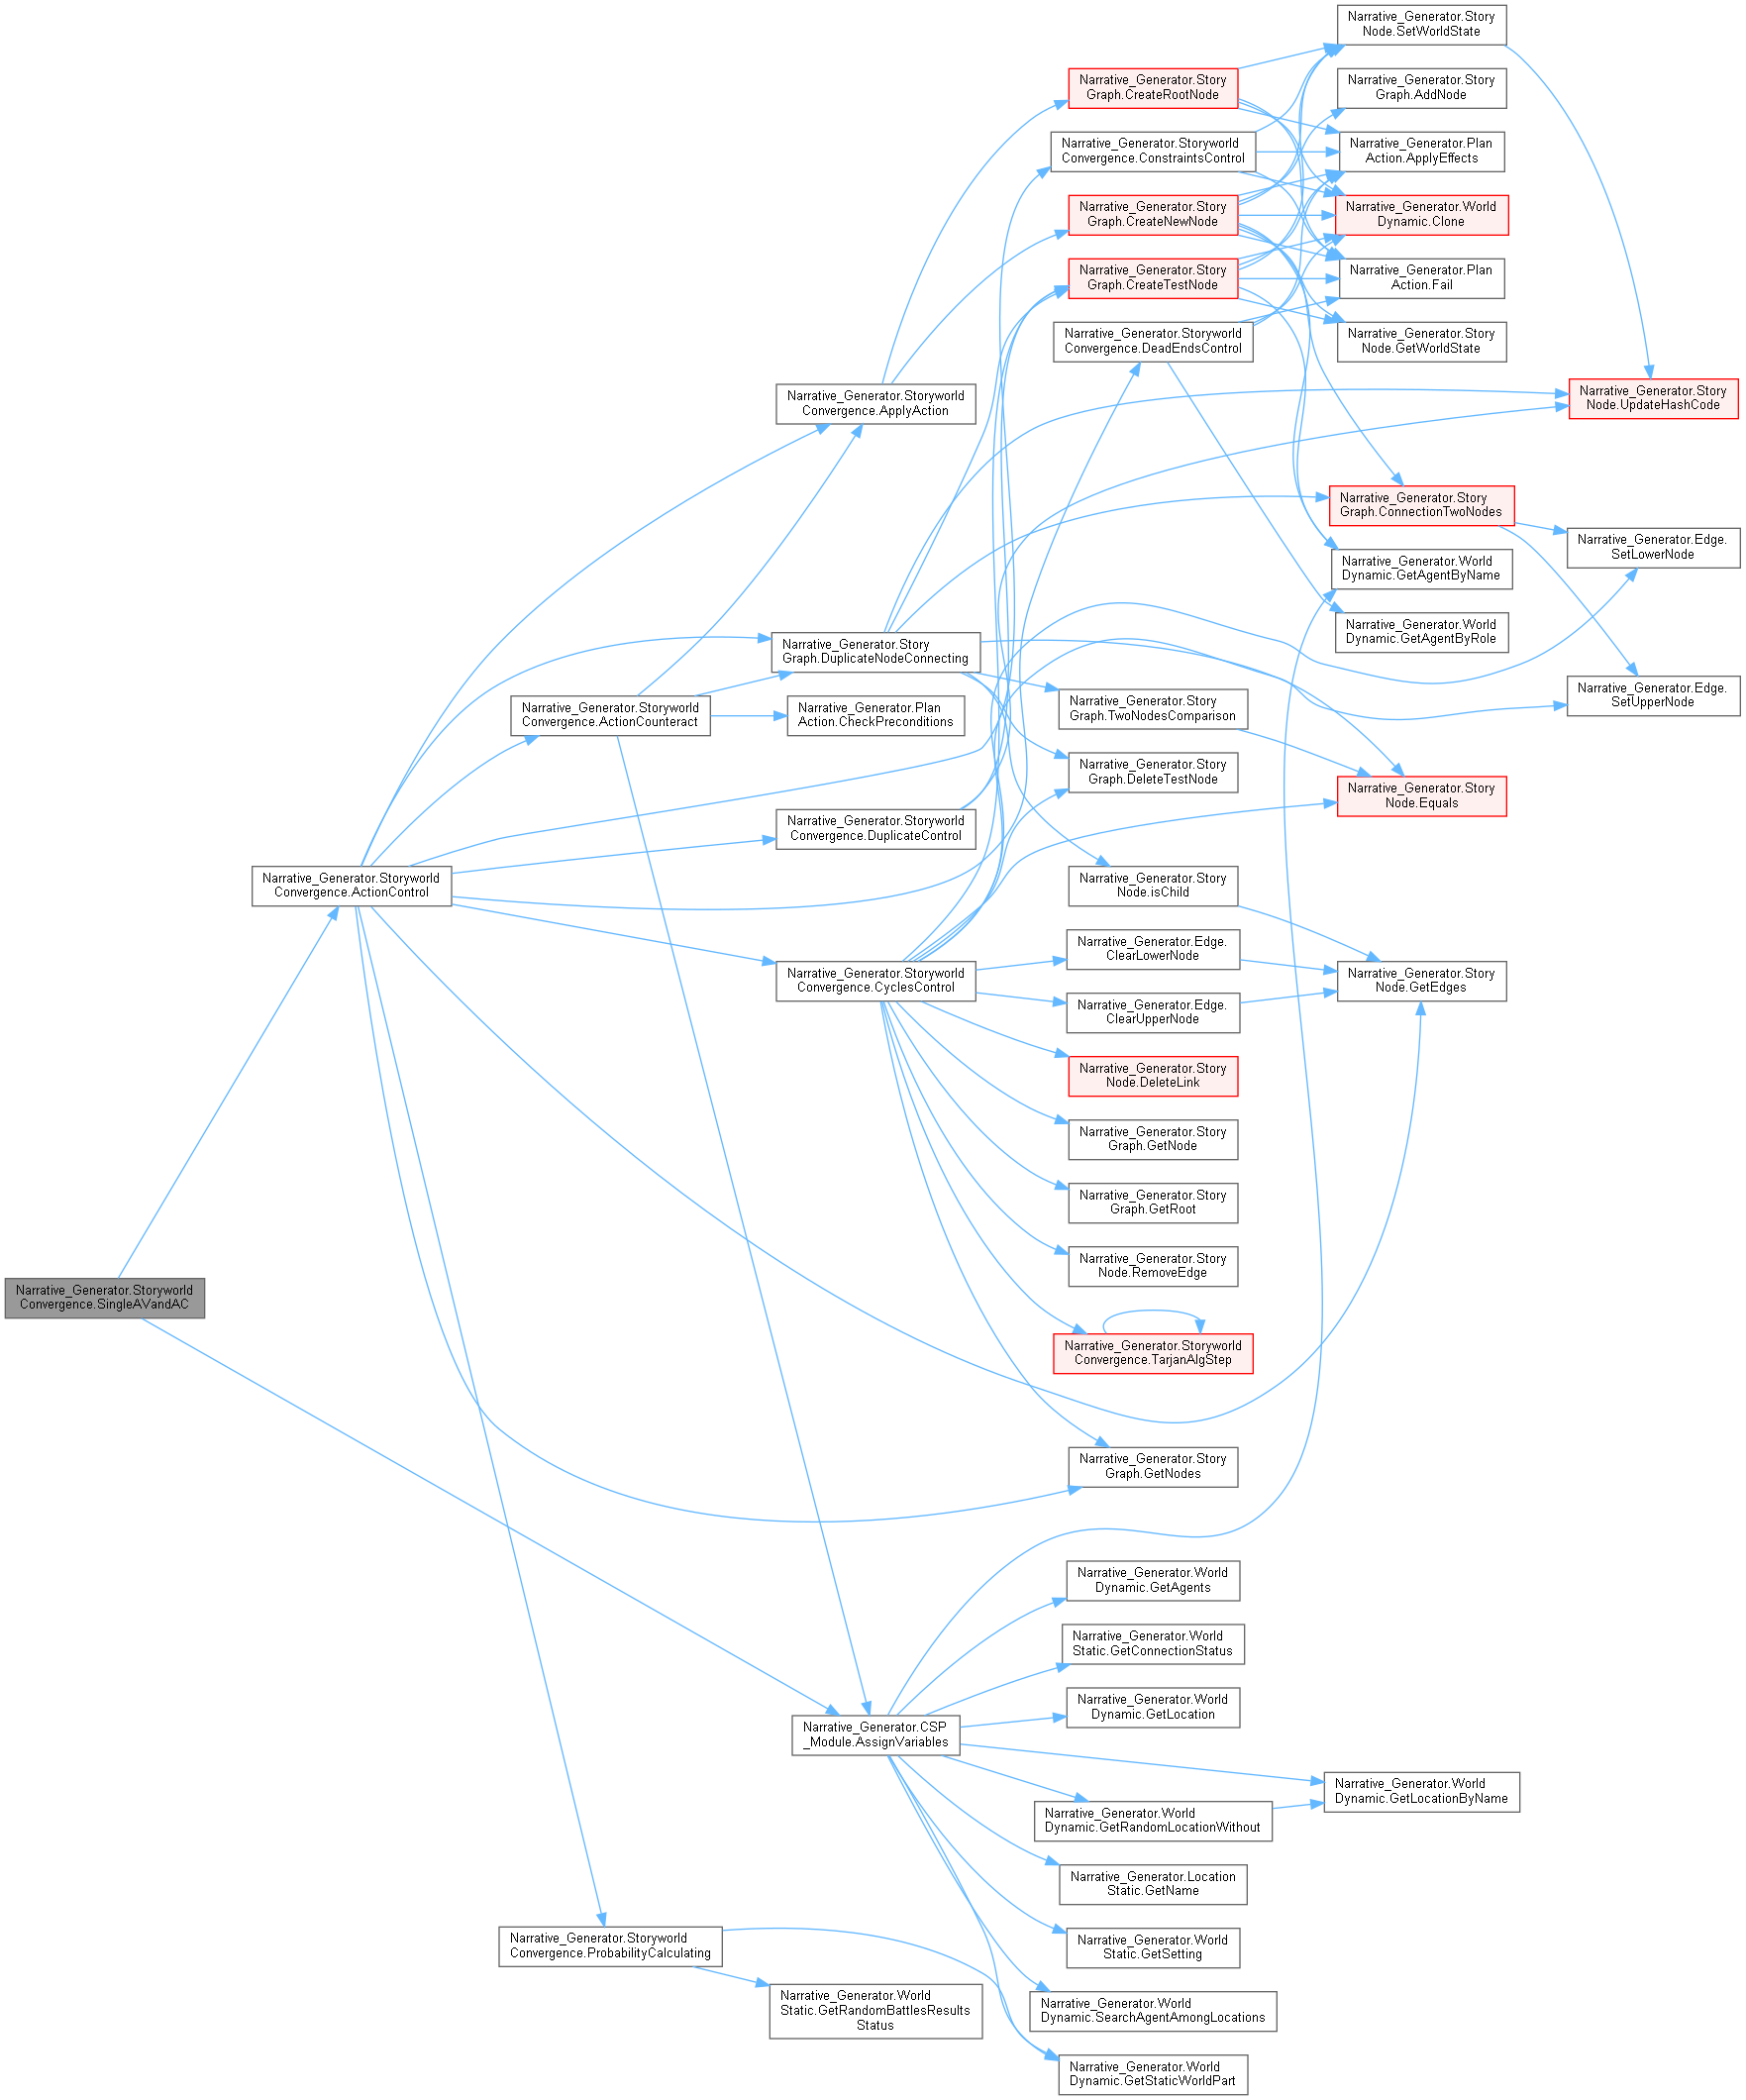 Narrative_Generator.Story
Node.SetWorldState
Narrative_Generator.Story
Graph.CreateRootNode
Narrative_Generator.Story
Graph.AddNode
Narrative_Generator.Storyworld
Convergence.ConstraintsControl
Narrative_Generator.Plan
Action.ApplyEffects
Narrative_Generator.Story
Graph.CreateNewNode
Narrative_Generator.World
Dynamic.Clone
Narrative_Generator.Story
Graph.CreateTestNode
Narrative_Generator.Plan
Action.Fail
Narrative_Generator.Storyworld
Convergence.DeadEndsControl
Narrative_Generator.Story
Node.GetWorldState
Narrative_Generator.Storyworld
Convergence.ApplyAction
Narrative_Generator.Story
Node.UpdateHashCode
Narrative_Generator.Story
Graph.ConnectionTwoNodes
Narrative_Generator.Edge.
SetLowerNode
Narrative_Generator.World
Dynamic.GetAgentByName
Narrative_Generator.World
Dynamic.GetAgentByRole
Narrative_Generator.Story
Graph.DuplicateNodeConnecting
Narrative_Generator.Edge.
SetUpperNode
Narrative_Generator.Storyworld
Convergence.ActionCounteract
Narrative_Generator.Plan
Action.CheckPreconditions
Narrative_Generator.Story
Graph.TwoNodesComparison
Narrative_Generator.Story
Graph.DeleteTestNode
Narrative_Generator.Story
Node.Equals
Narrative_Generator.Storyworld
Convergence.DuplicateControl
Narrative_Generator.Storyworld
Convergence.ActionControl
Narrative_Generator.Story
Node.isChild
Narrative_Generator.Edge.
ClearLowerNode
Narrative_Generator.Storyworld
Convergence.CyclesControl
Narrative_Generator.Story
Node.GetEdges
Narrative_Generator.Edge.
ClearUpperNode
Narrative_Generator.Story
Node.DeleteLink
Narrative_Generator.Story
Graph.GetNode
Narrative_Generator.Story
Graph.GetRoot
Narrative_Generator.Story
Node.RemoveEdge
Narrative_Generator.Storyworld
Convergence.SingleAVandAC
Narrative_Generator.Storyworld
Convergence.TarjanAlgStep
Narrative_Generator.Story
Graph.GetNodes
Narrative_Generator.World
Dynamic.GetAgents
Narrative_Generator.World
Static.GetConnectionStatus
Narrative_Generator.World
Dynamic.GetLocation
Narrative_Generator.CSP
_Module.AssignVariables
Narrative_Generator.World
Dynamic.GetLocationByName
Narrative_Generator.World
Dynamic.GetRandomLocationWithout
Narrative_Generator.Location
Static.GetName
Narrative_Generator.Storyworld
Convergence.ProbabilityCalculating
Narrative_Generator.World
Static.GetSetting
Narrative_Generator.World
Static.GetRandomBattlesResults
Status
Narrative_Generator.World
Dynamic.SearchAgentAmongLocations
Narrative_Generator.World
Dynamic.GetStaticWorldPart